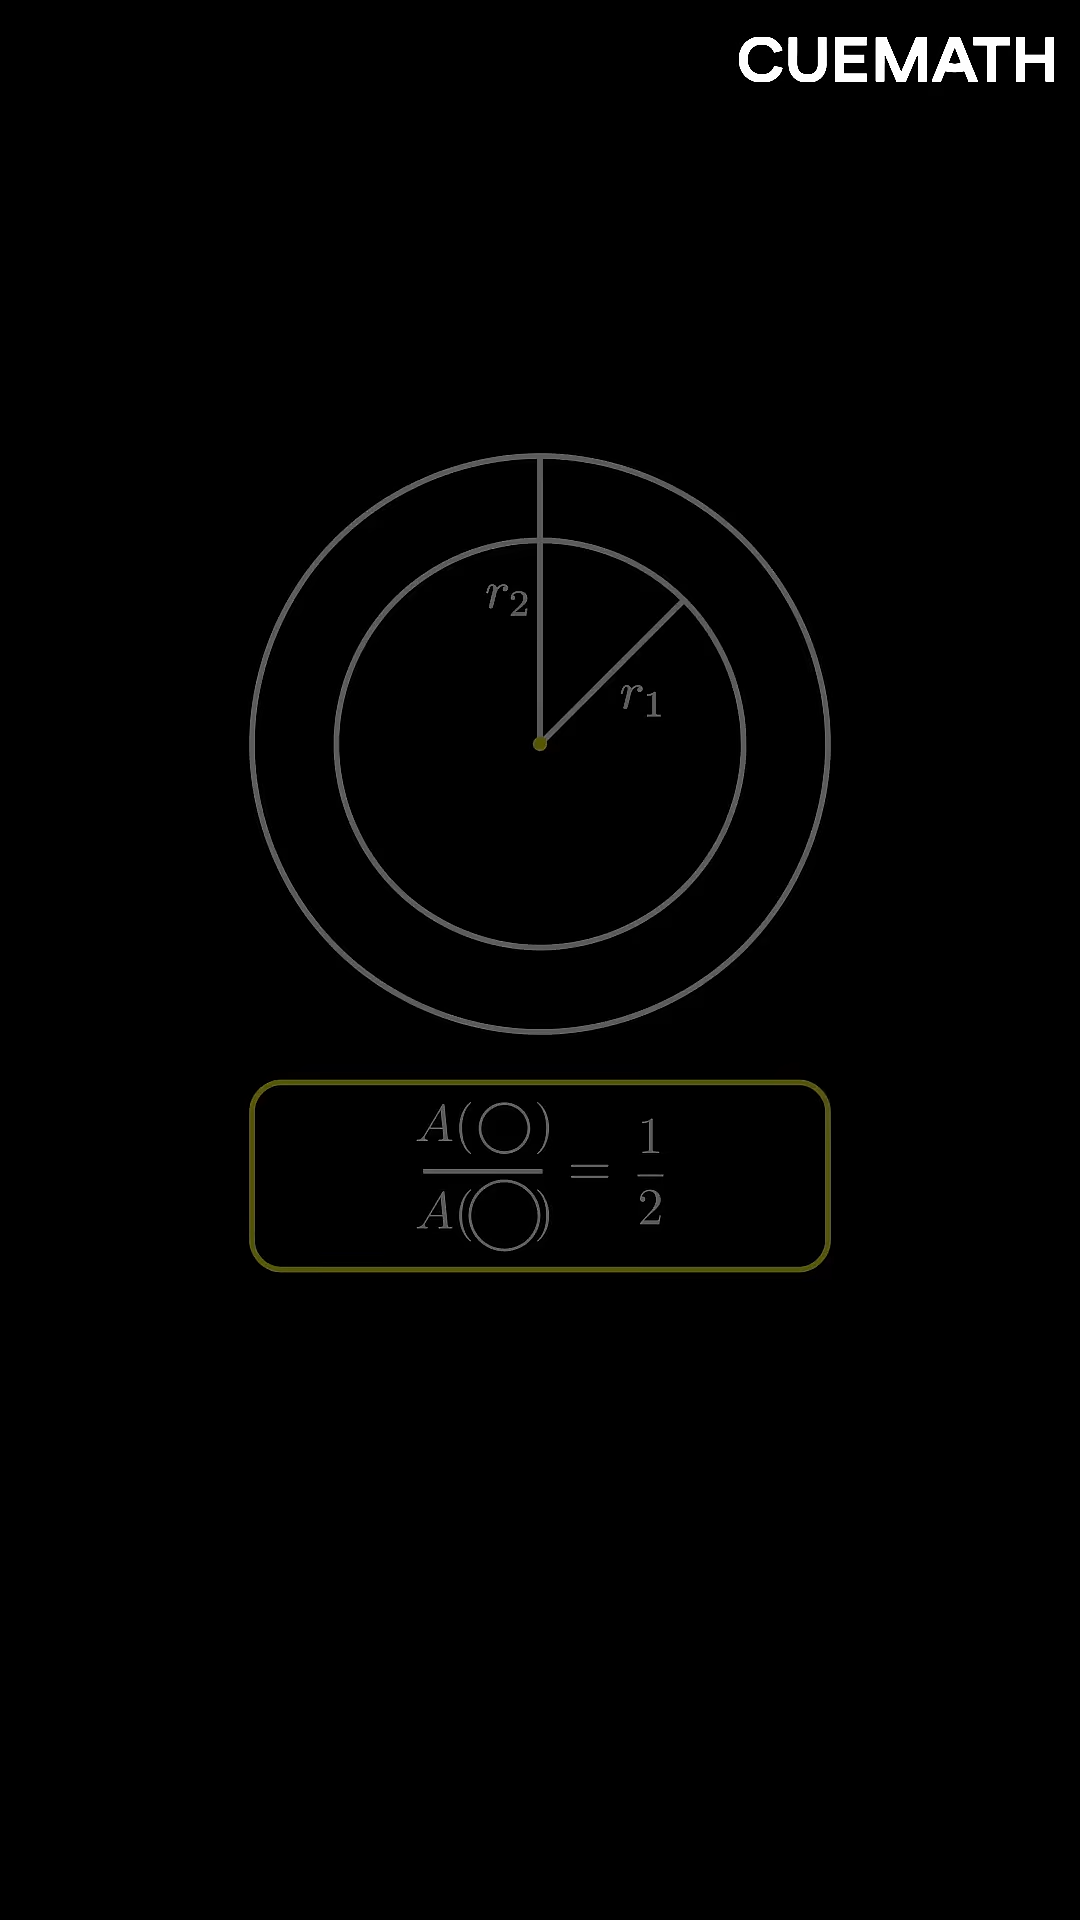 CUEMATH
r₂
r₁
A(○)
A(◯)
= 1/2